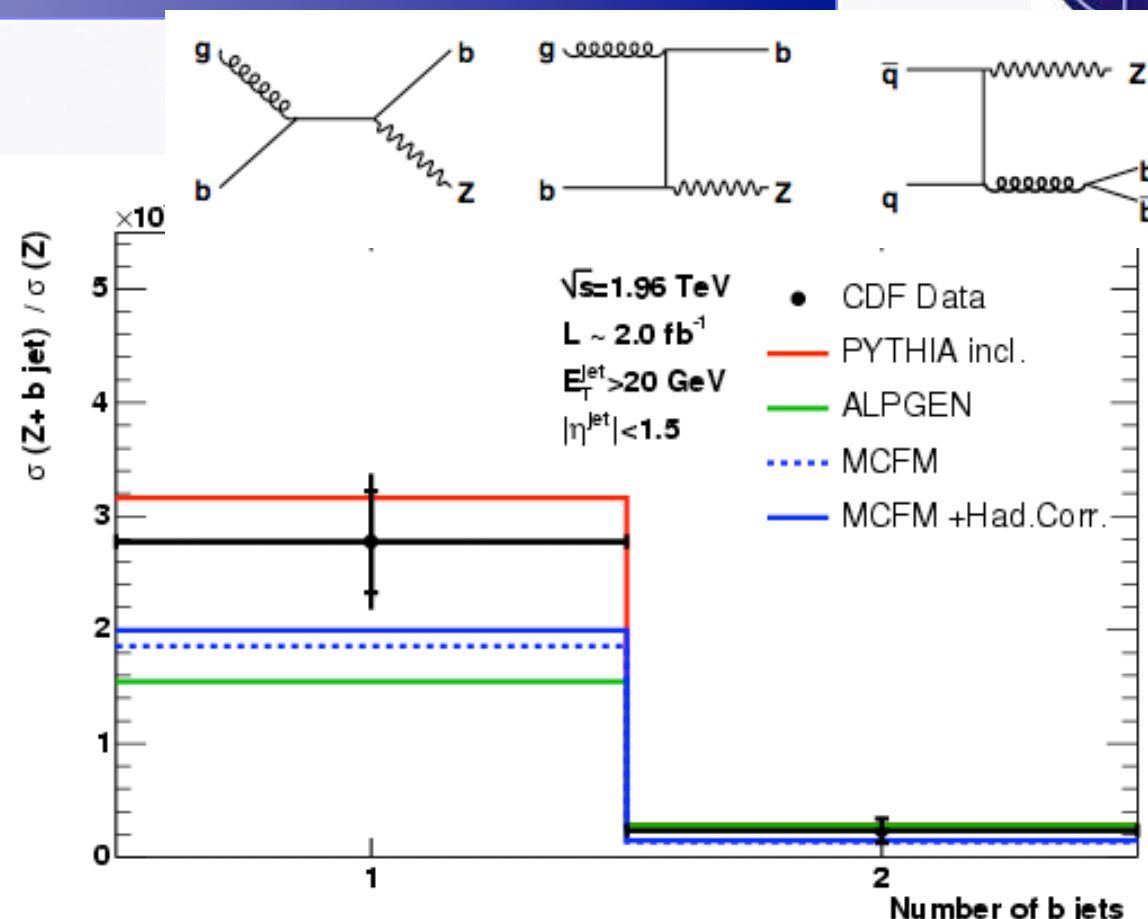 g b g b q̄ Z
b Z b Z q b b̄
×10
σ(Z+ b jet) / σ(Z)
5
4
3
2
1
0
√s=1.96 TeV
L ~ 2.0 fb⁻¹
E_T^jet>20 GeV
|η^jet|<1.5
CDF Data
PYTHIA incl.
ALPGEN
MCFM
MCFM +Had.Corr.
1 2
Number of b jets